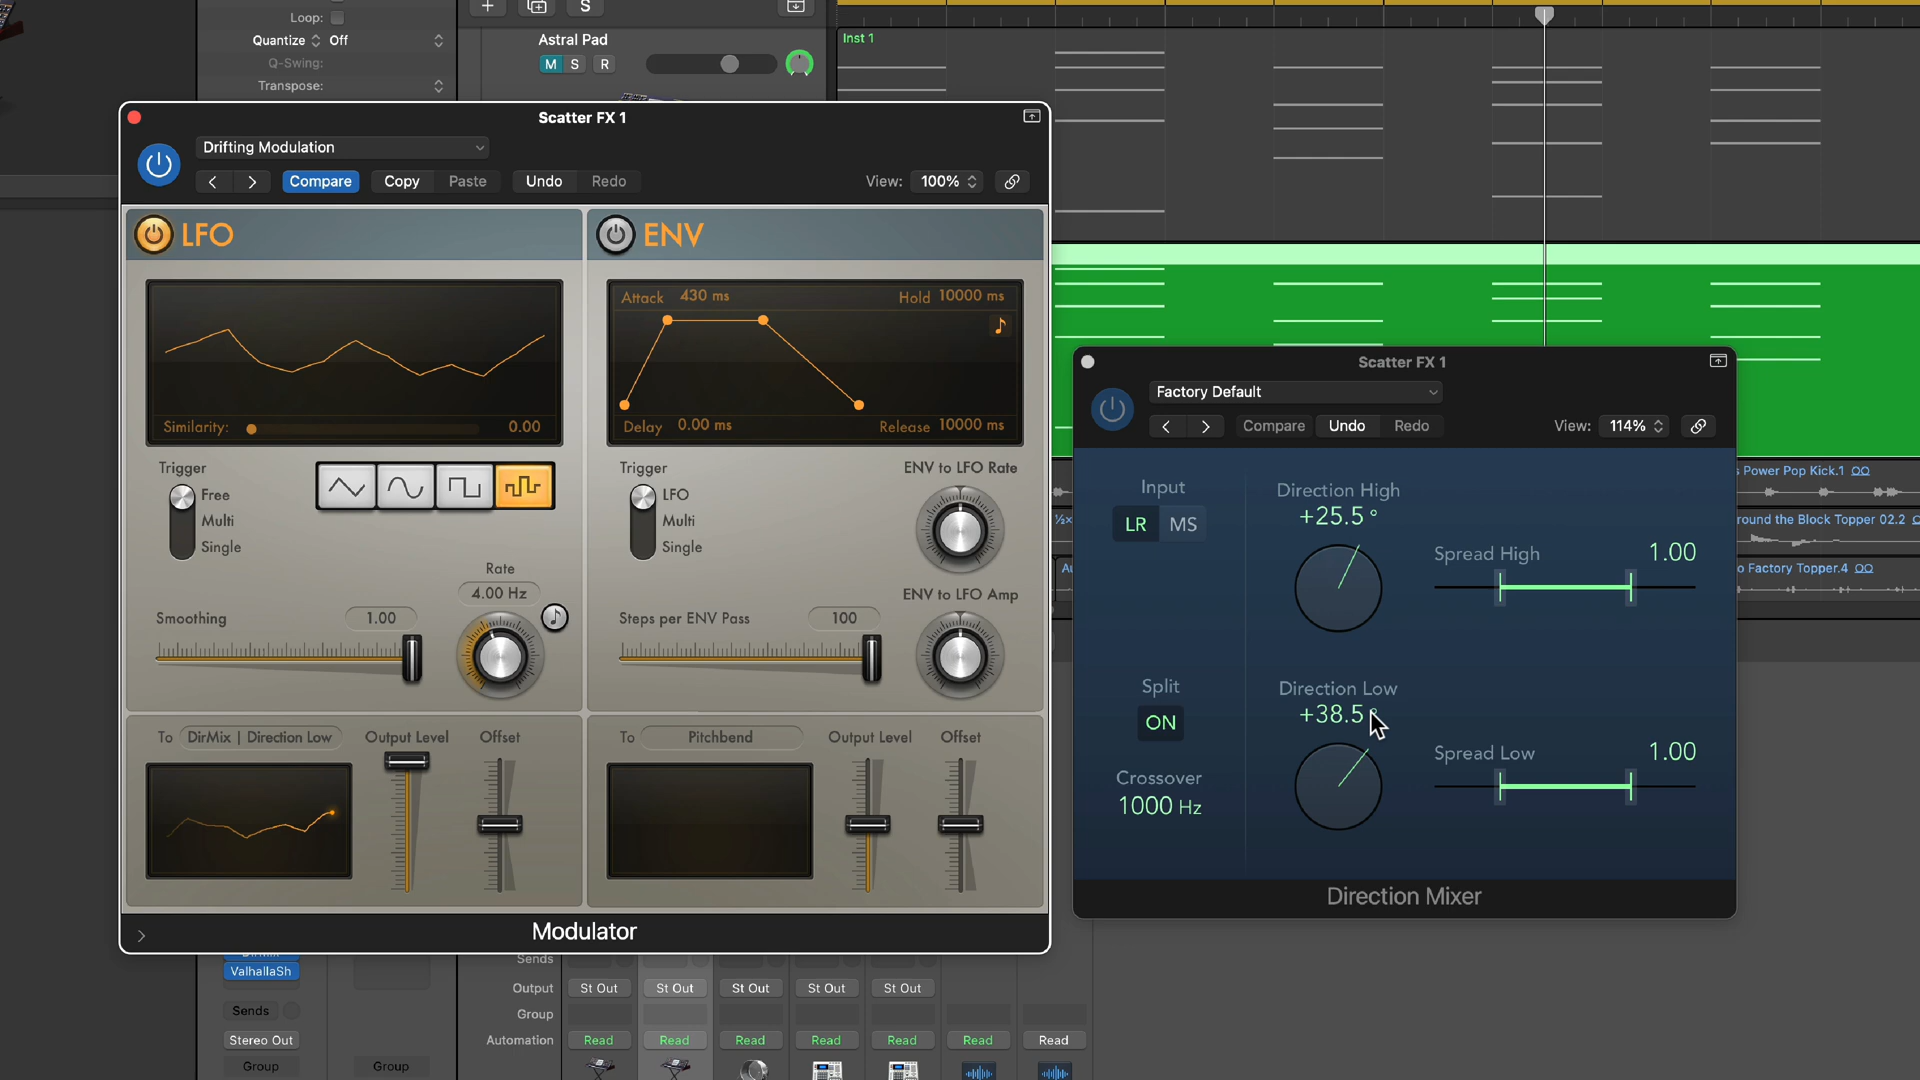 Loop:
Quantize Off
Q-Swing:
Transpose:
+ S
Astral Pad
M S R
Inst 1
Scatter FX 1
Drifting Modulation
Compare Copy Paste Undo Redo View: 100%
LFO
Similarity: 0.00
Trigger
Free
Multi
Single
Rate
4.00 Hz
Smoothing 1.00
To DirMix | Direction Low Output Level Offset
ENV
Attack 430 ms Hold 10000 ms
Delay 0.00 ms Release 10000 ms
Trigger
LFO
Multi
Single
ENV to LFO Rate
Steps per ENV Pass 100
ENV to LFO Amp
To Pitchbend Output Level Offset
Modulator
Scatter FX 1
Factory Default
Compare Undo Redo View: 114%
Input
LR MS
Direction High
+25.5 °
Spread High 1.00
Split
ON
Direction Low
+38.5 °
Spread Low 1.00
Crossover
1000 Hz
Direction Mixer
Power Pop Kick.1
½x
round the Block Topper 02.2
Au
o Factory Topper.4
ValhallaSh
Sends
Stereo Out
Group Group
Sends
Output St Out St Out St Out St Out St Out
Group
Automation Read Read Read Read Read Read Read